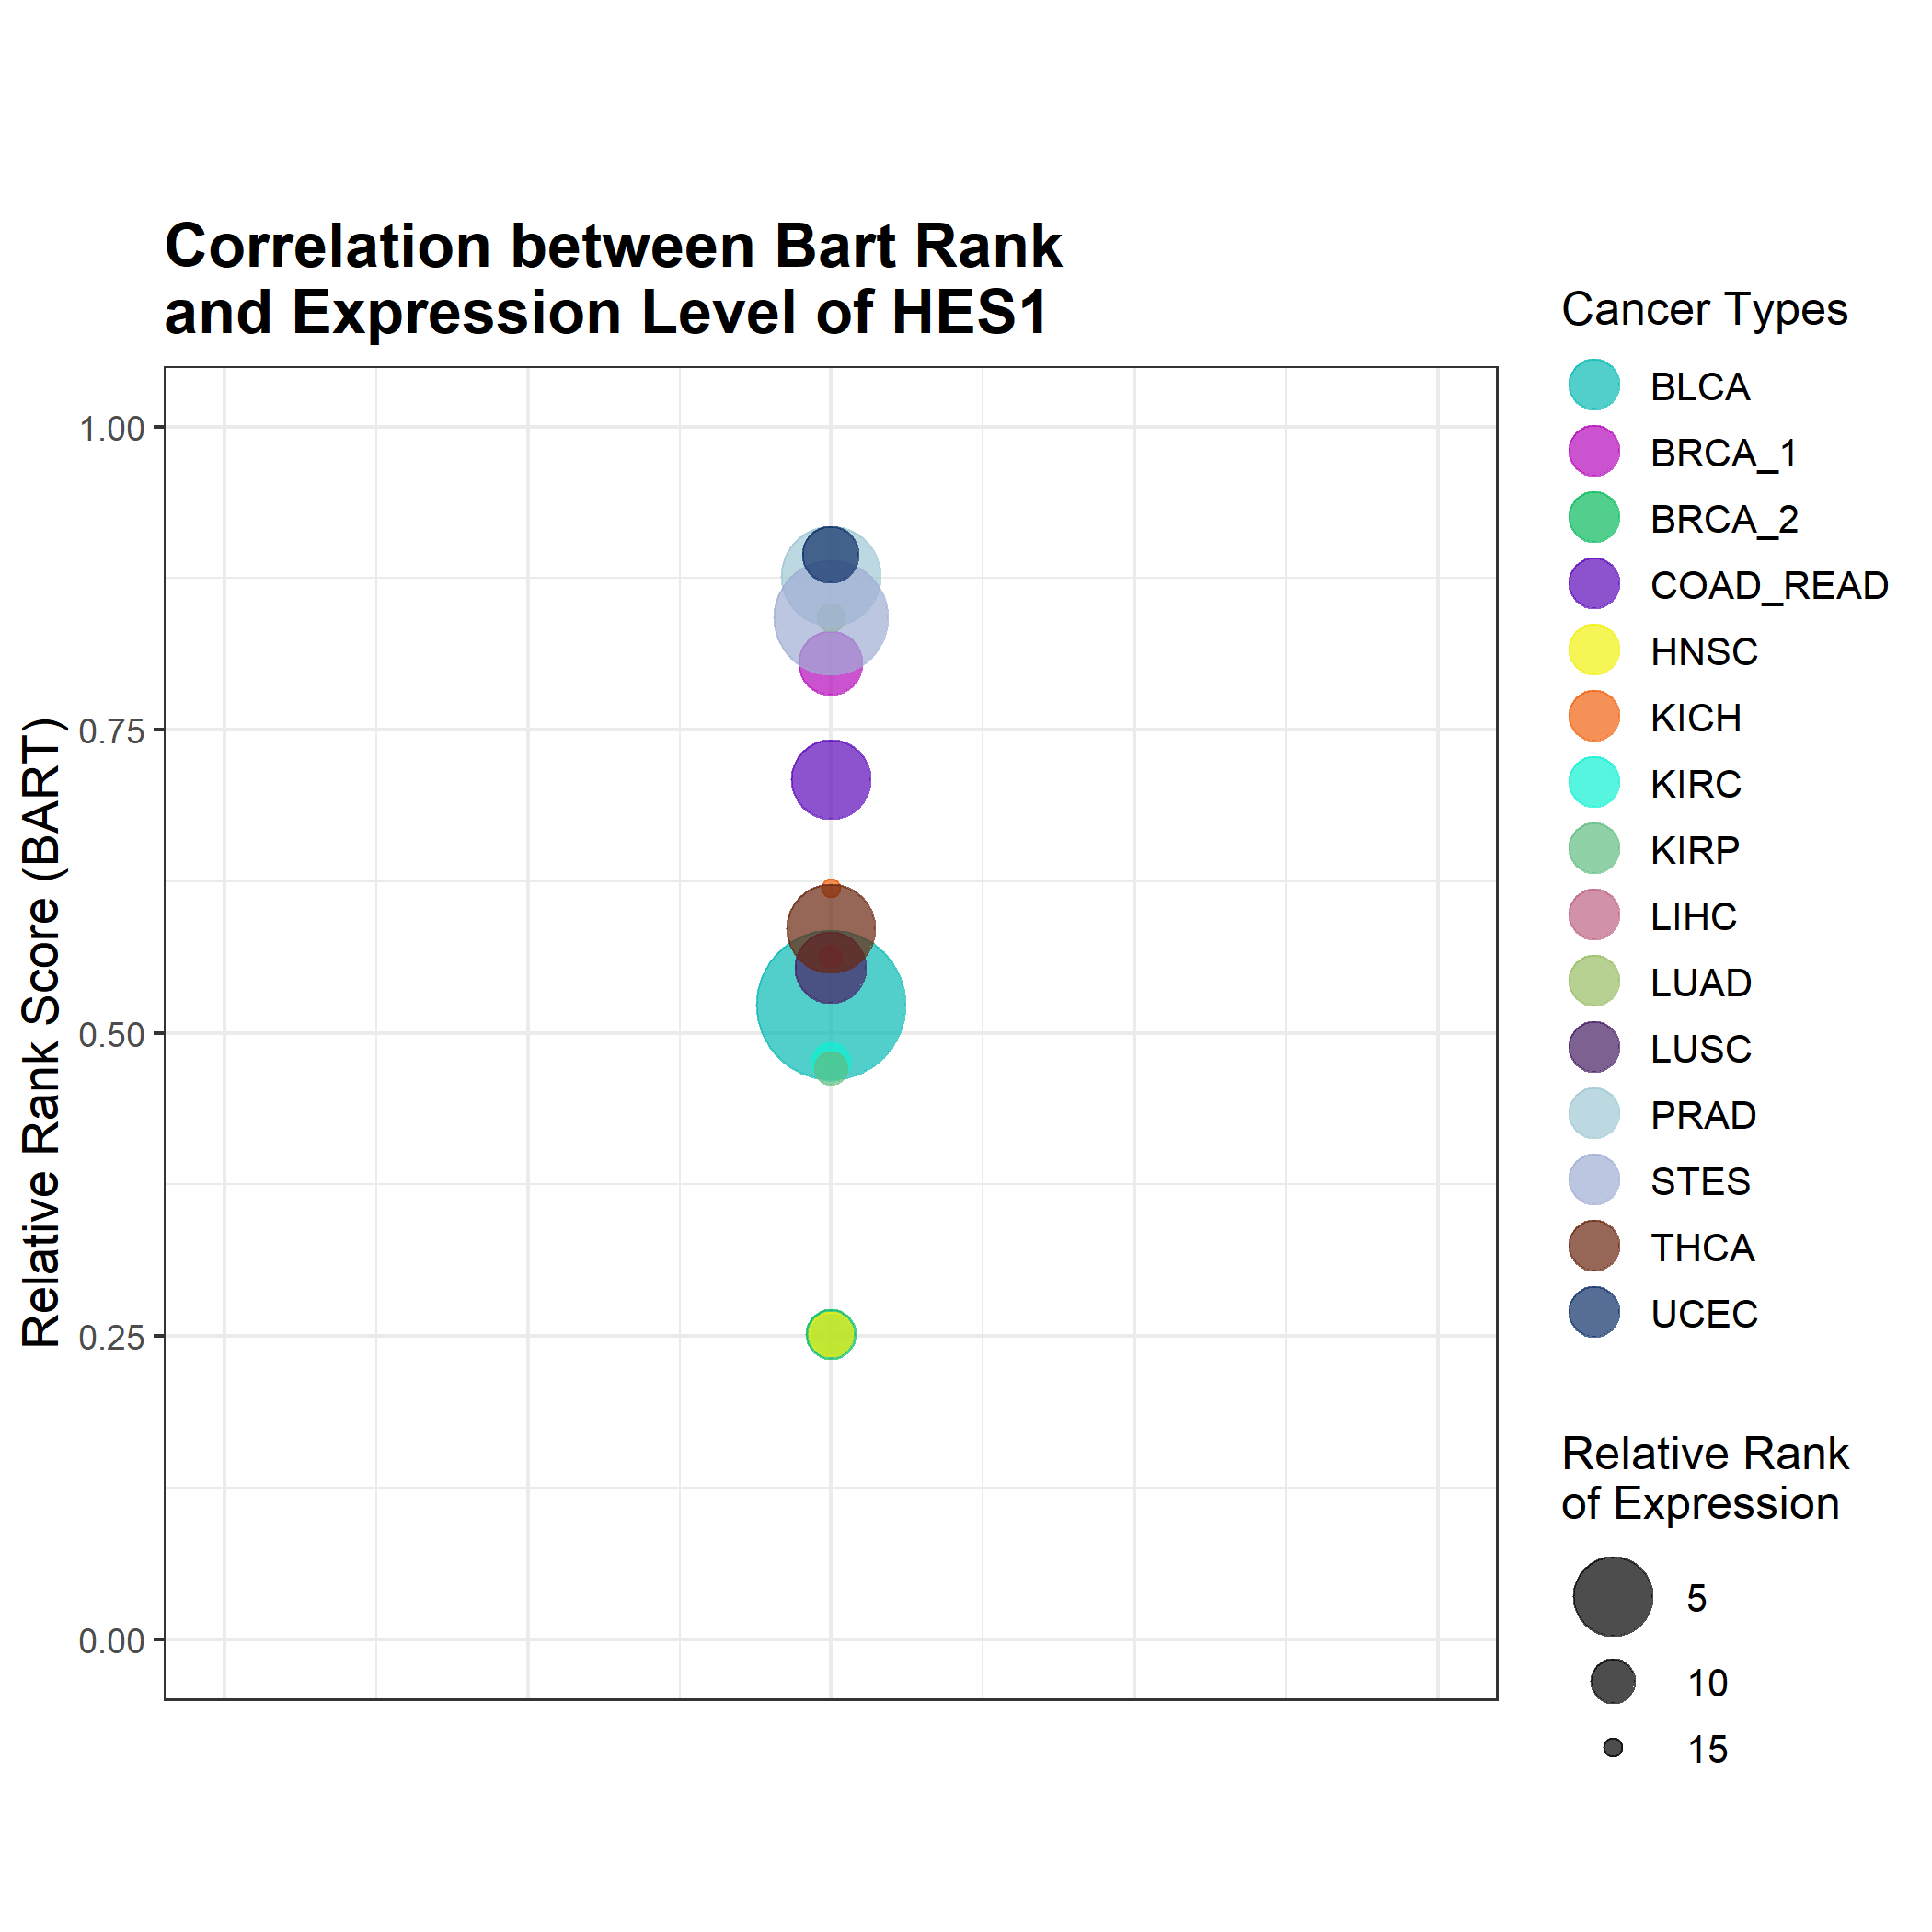 Correlation between Bart Rank
and Expression Level of HES1
Relative Rank Score (BART)
1.00
0.75
0.50
0.25
0.00
Cancer Types
BLCA
BRCA_1
BRCA_2
COAD_READ
HNSC
KICH
KIRC
KIRP
LIHC
LUAD
LUSC
PRAD
STES
THCA
UCEC
Relative Rank
of Expression
5
10
15